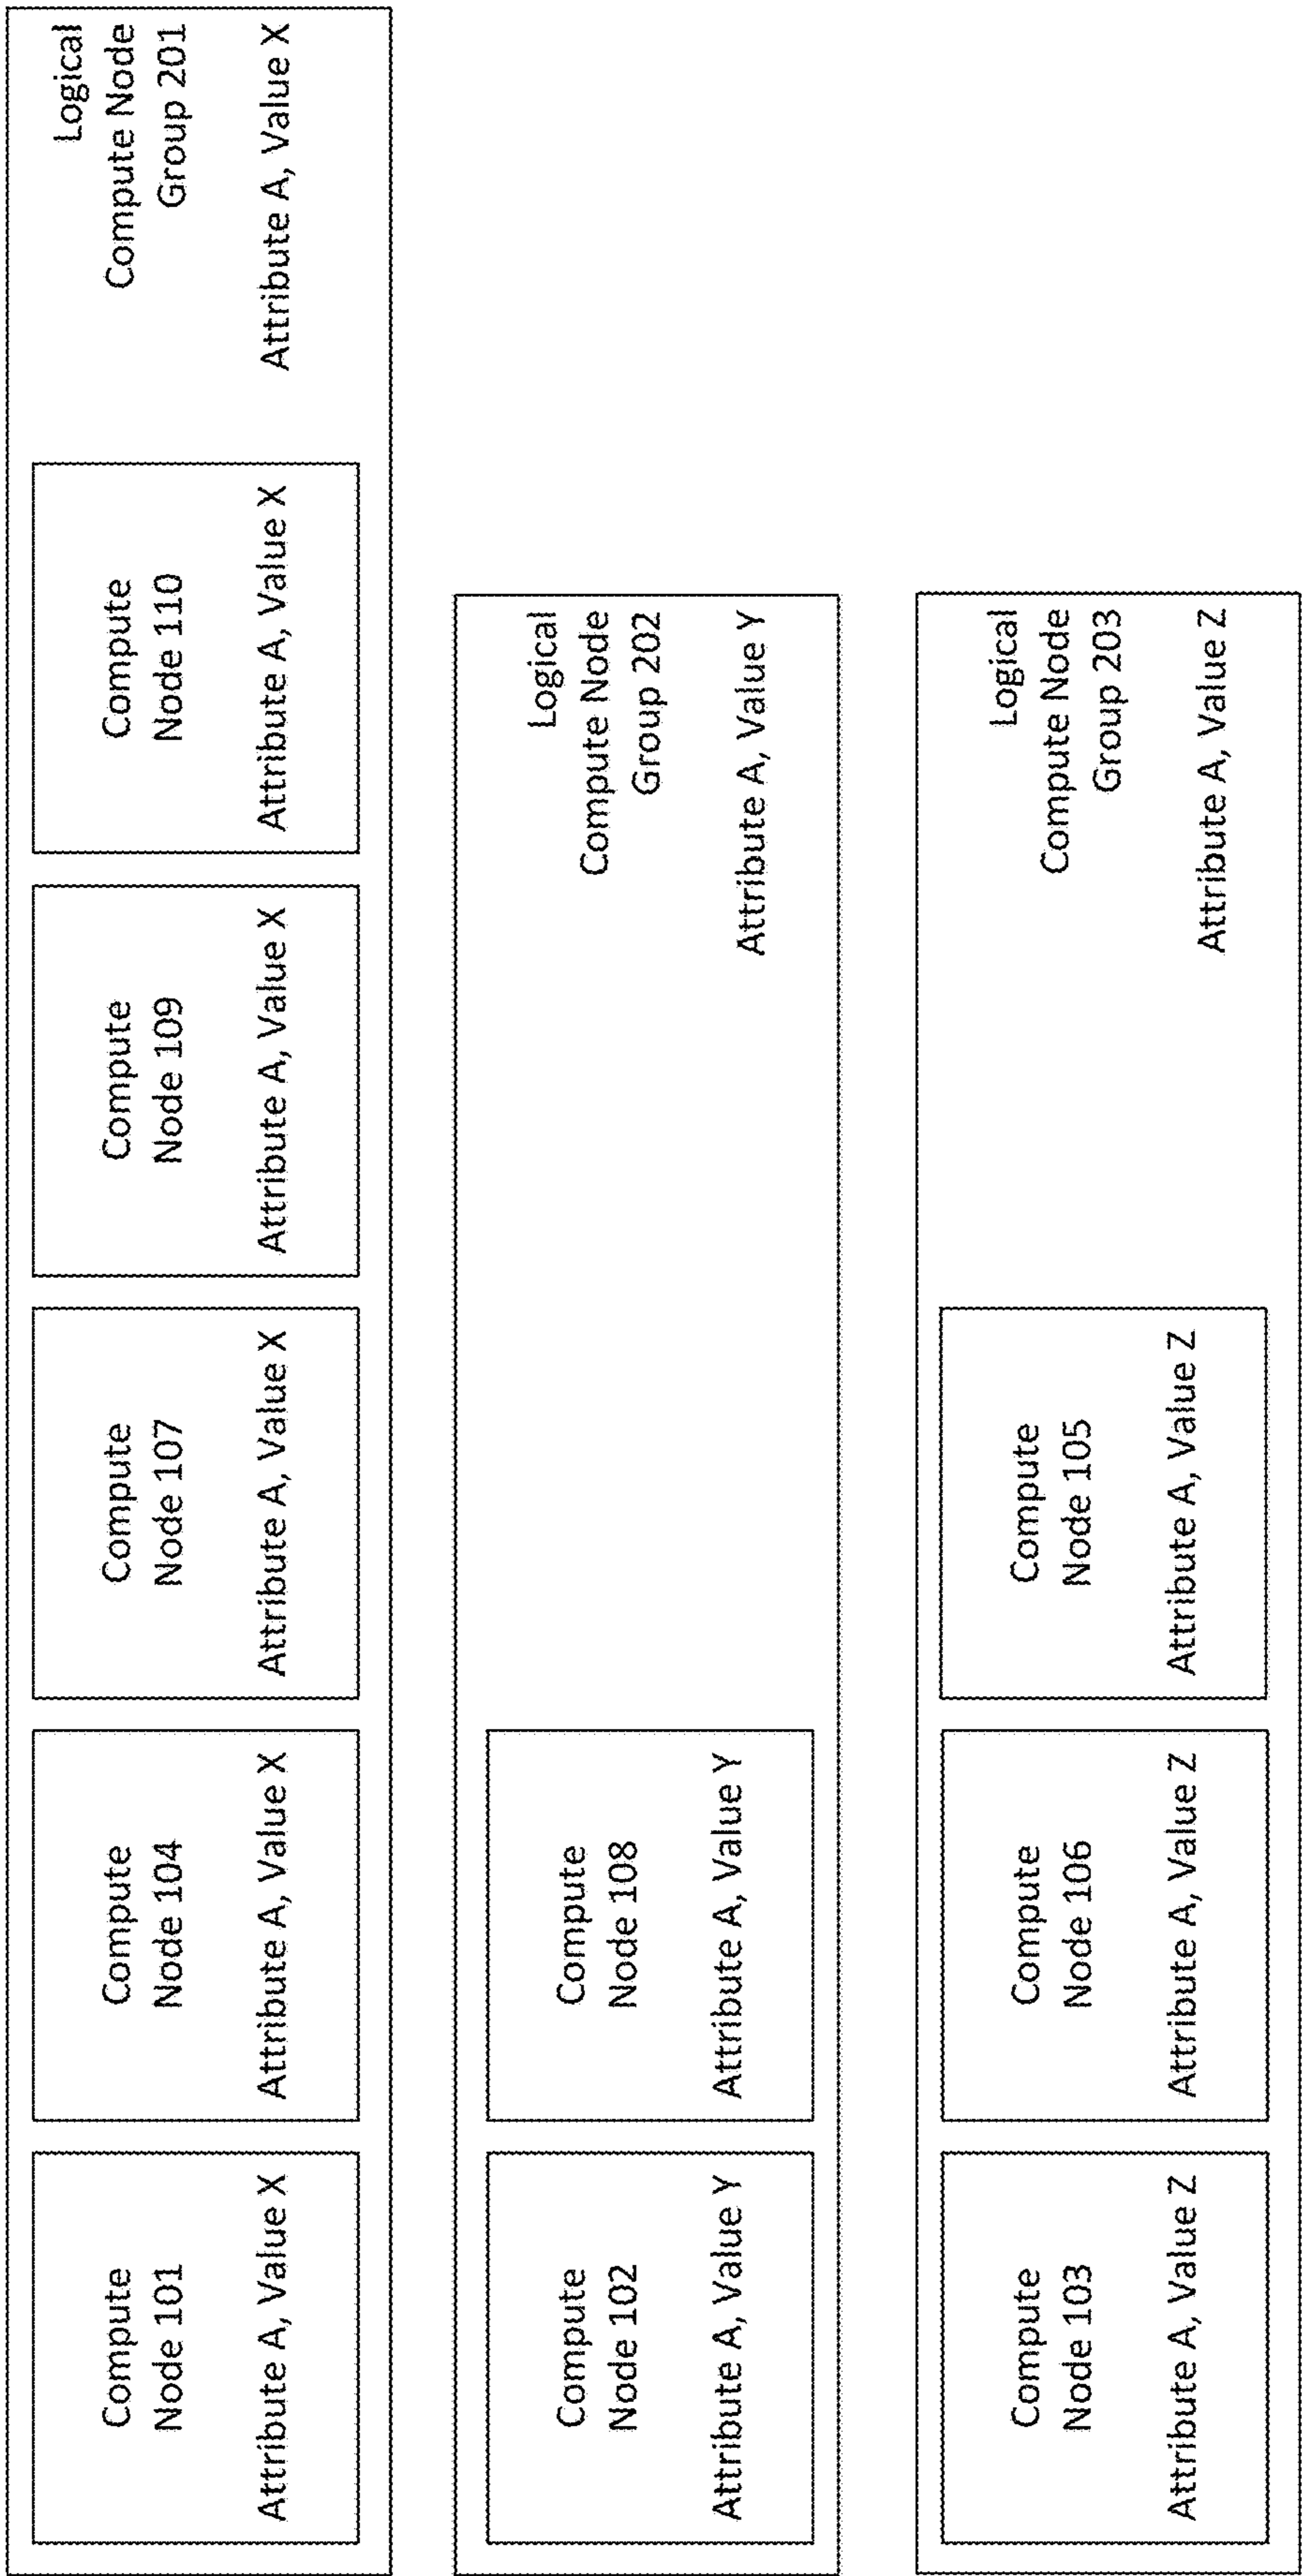 Compute
Node 101
Attribute A, Value X
Compute
Node 104
Attribute A, Value X
Compute
Node 107
Attribute A, Value X
Compute
Node 109
Attribute A, Value X
Compute
Node 110
Attribute A, Value X
Logical
Compute Node
Group 201
Attribute A, Value X
Compute
Node 102
Attribute A, Value Y
Compute
Node 108
Attribute A, Value Y
Logical
Compute Node
Group 202
Attribute A, Value Y
Compute
Node 103
Attribute A, Value Z
Compute
Node 106
Attribute A, Value Z
Compute
Node 105
Attribute A, Value Z
Logical
Compute Node
Group 203
Attribute A, Value Z